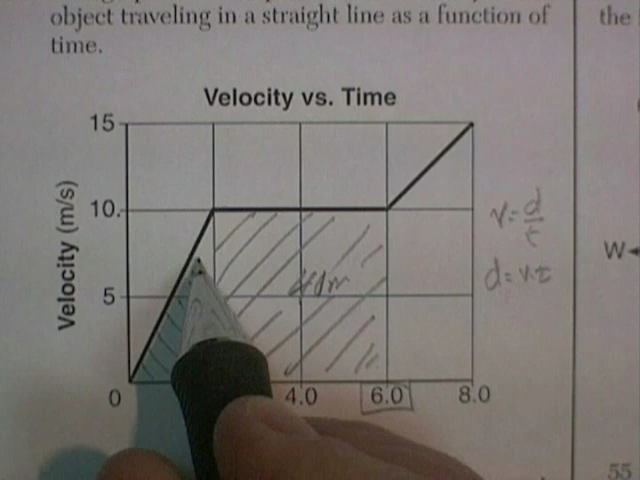 object traveling in a straight line as a function of
time.
the
Velocity vs. Time
15
10.
5
0
4.0
6.0
8.0
Velocity (m/s)
40m
v=d/t
d=v.t
W
55